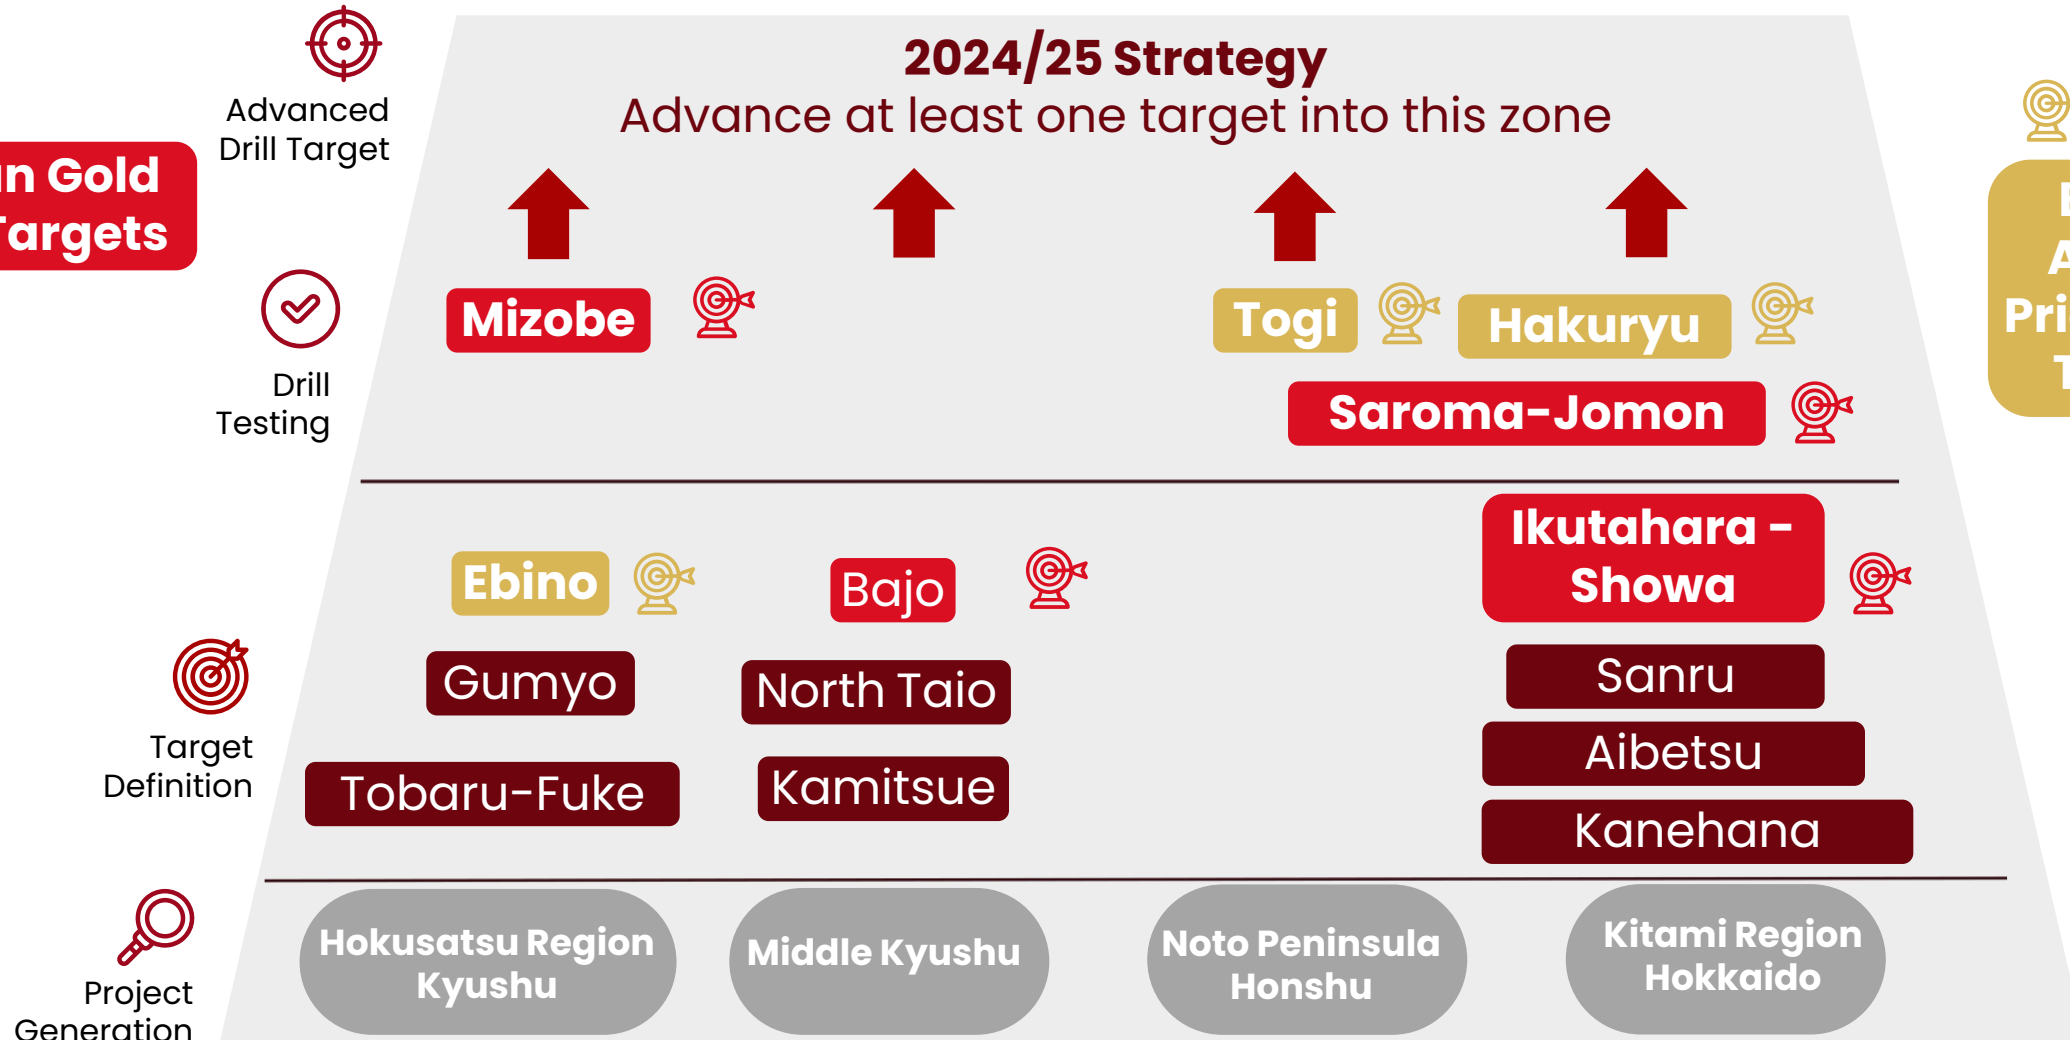 2024/25 Strategy
Advance at least one target into this zone
Advanced
Drill Target
Gold
Targets
Drill
Testing
Mizobe
Togi
Hakuryu
Saroma-Jomon
Target
Definition
Ebino
Bajo
Ikutahara -
Showa
Gumyo
North Taio
Sanru
Tobaru-Fuke
Kamitsue
Aibetsu
Kanehana
Project
Generation
Hokusatsu Region
Kyushu
Middle Kyushu
Noto Peninsula
Honshu
Kitami Region
Hokkaido